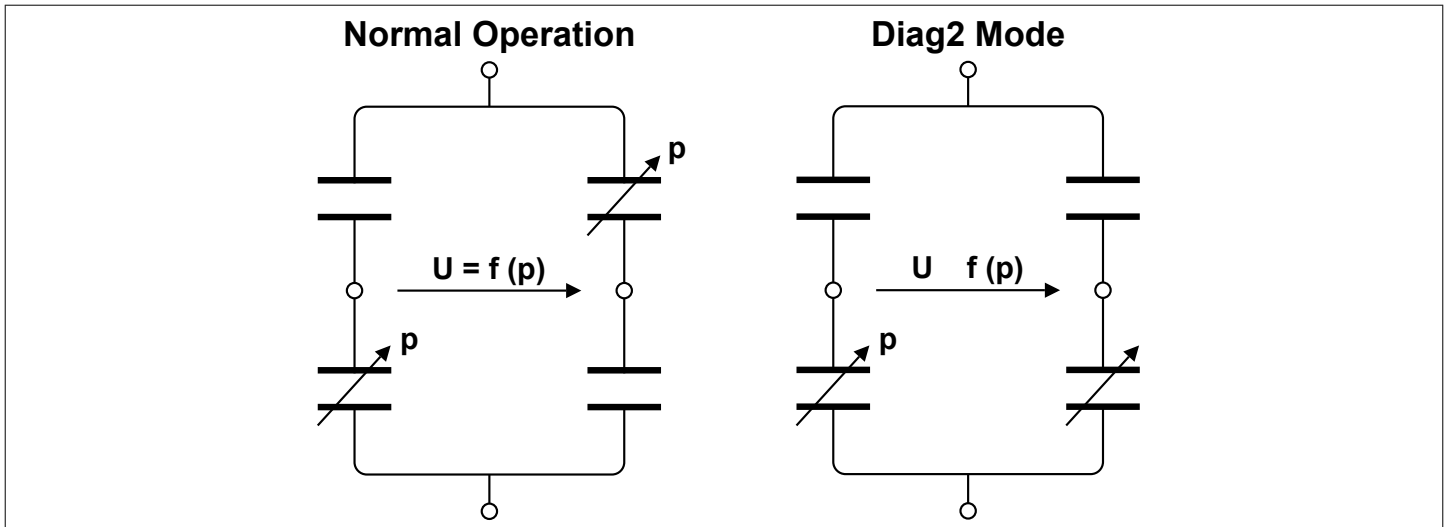 Normal Operation
Diag2 Mode
p
U = f (p)
U f (p)
p
p